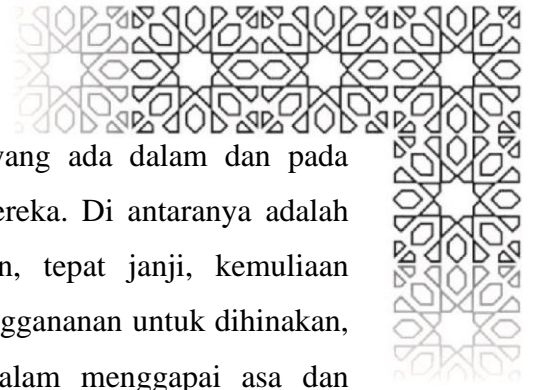 yang ada dalam dan pada
ereka. Di antaranya adalah
n, tepat janji, kemuliaan
ggananan untuk dihinakan,
alam menggapai asa dan